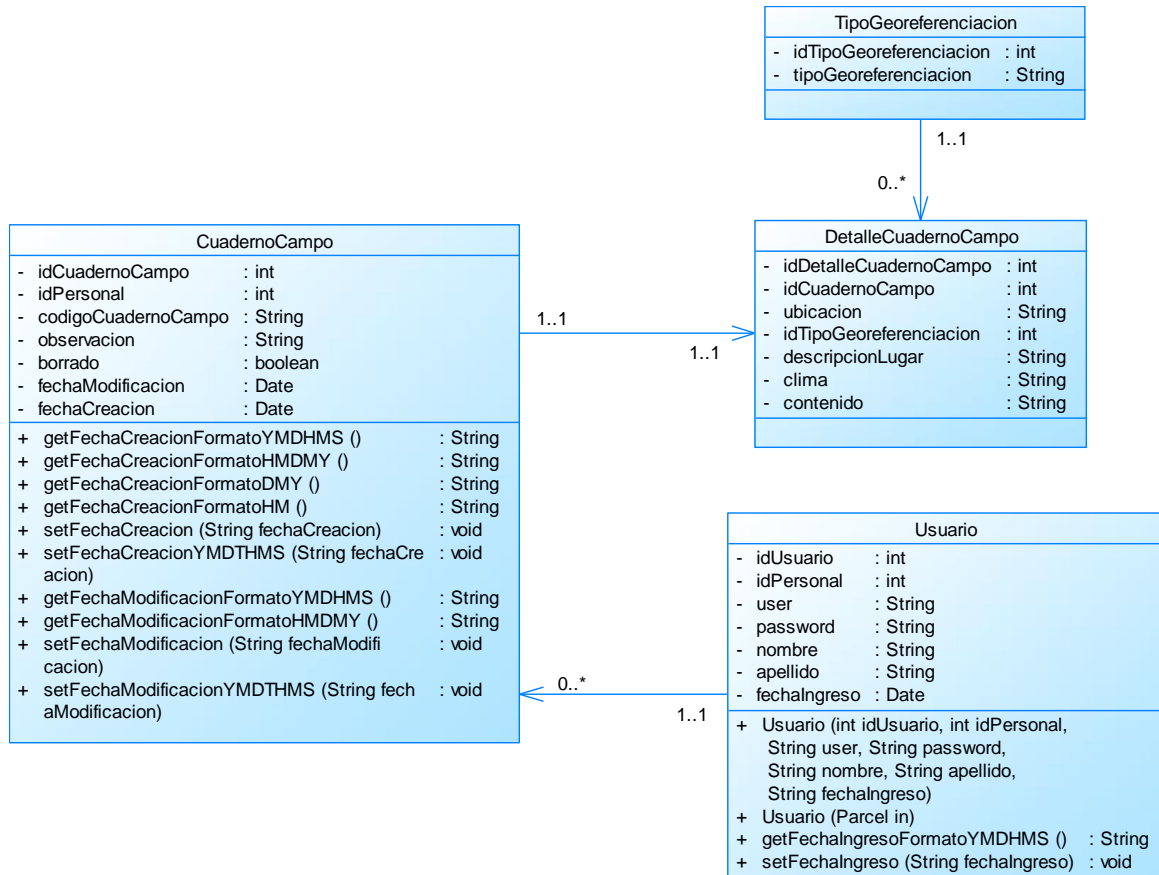 TipoGeoreferenciacion
- idTipoGeoreferenciacion : int
- tipoGeoreferenciacion : String
1..1
0..*
CuadernoCampo
- idCuadernoCampo : int
- idPersonal : int
- codigoCuadernoCampo : String
- observacion : String
- borrado : boolean
- fechaModificacion : Date
- fechaCreacion : Date
+ getFechaCreacionFormatoYMDHMS () : String
+ getFechaCreacionFormatoHMDMY () : String
+ getFechaCreacionFormatoDMY () : String
+ getFechaCreacionFormatoHM () : String
+ setFechaCreacion (String fechaCreacion) : void
+ setFechaCreacionYMDTHMS (String fechaCre : void
acion)
+ getFechaModificacionFormatoYMDHMS () : String
+ getFechaModificacionFormatoHMDMY () : String
+ setFechaModificacion (String fechaModifi : void
cacion)
+ setFechaModificacionYMDTHMS (String fech : void
aModificacion)
1..1
1..1
DetalleCuadernoCampo
- idDetalleCuadernoCampo : int
- idCuadernoCampo : int
- ubicacion : String
- idTipoGeoreferenciacion : int
- descripcionLugar : String
- clima : String
- contenido : String
0..*
1..1
Usuario
- idUsuario : int
- idPersonal : int
- user : String
- password : String
- nombre : String
- apellido : String
- fechaIngreso : Date
+ Usuario (int idUsuario, int idPersonal,
String user, String password,
String nombre, String apellido,
String fechaIngreso)
+ Usuario (Parcel in)
+ getFechaIngresoFormatoYMDHMS () : String
+ setFechaIngreso (String fechaIngreso) : void